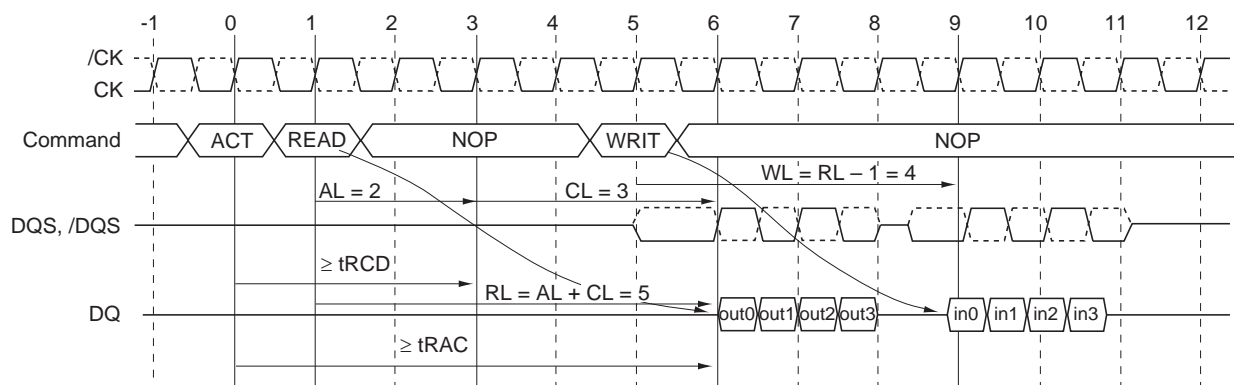 -1 0 1 2 3 4 5 6 7 8 9 10 11 12
/CK
CK
Command ACT READ NOP WRIT NOP
WL = RL – 1 = 4
AL = 2 CL = 3
DQS, /DQS
≥ tRCD
RL = AL + CL = 5
DQ out0 out1 out2 out3 in0 in1 in2 in3
≥ tRAC